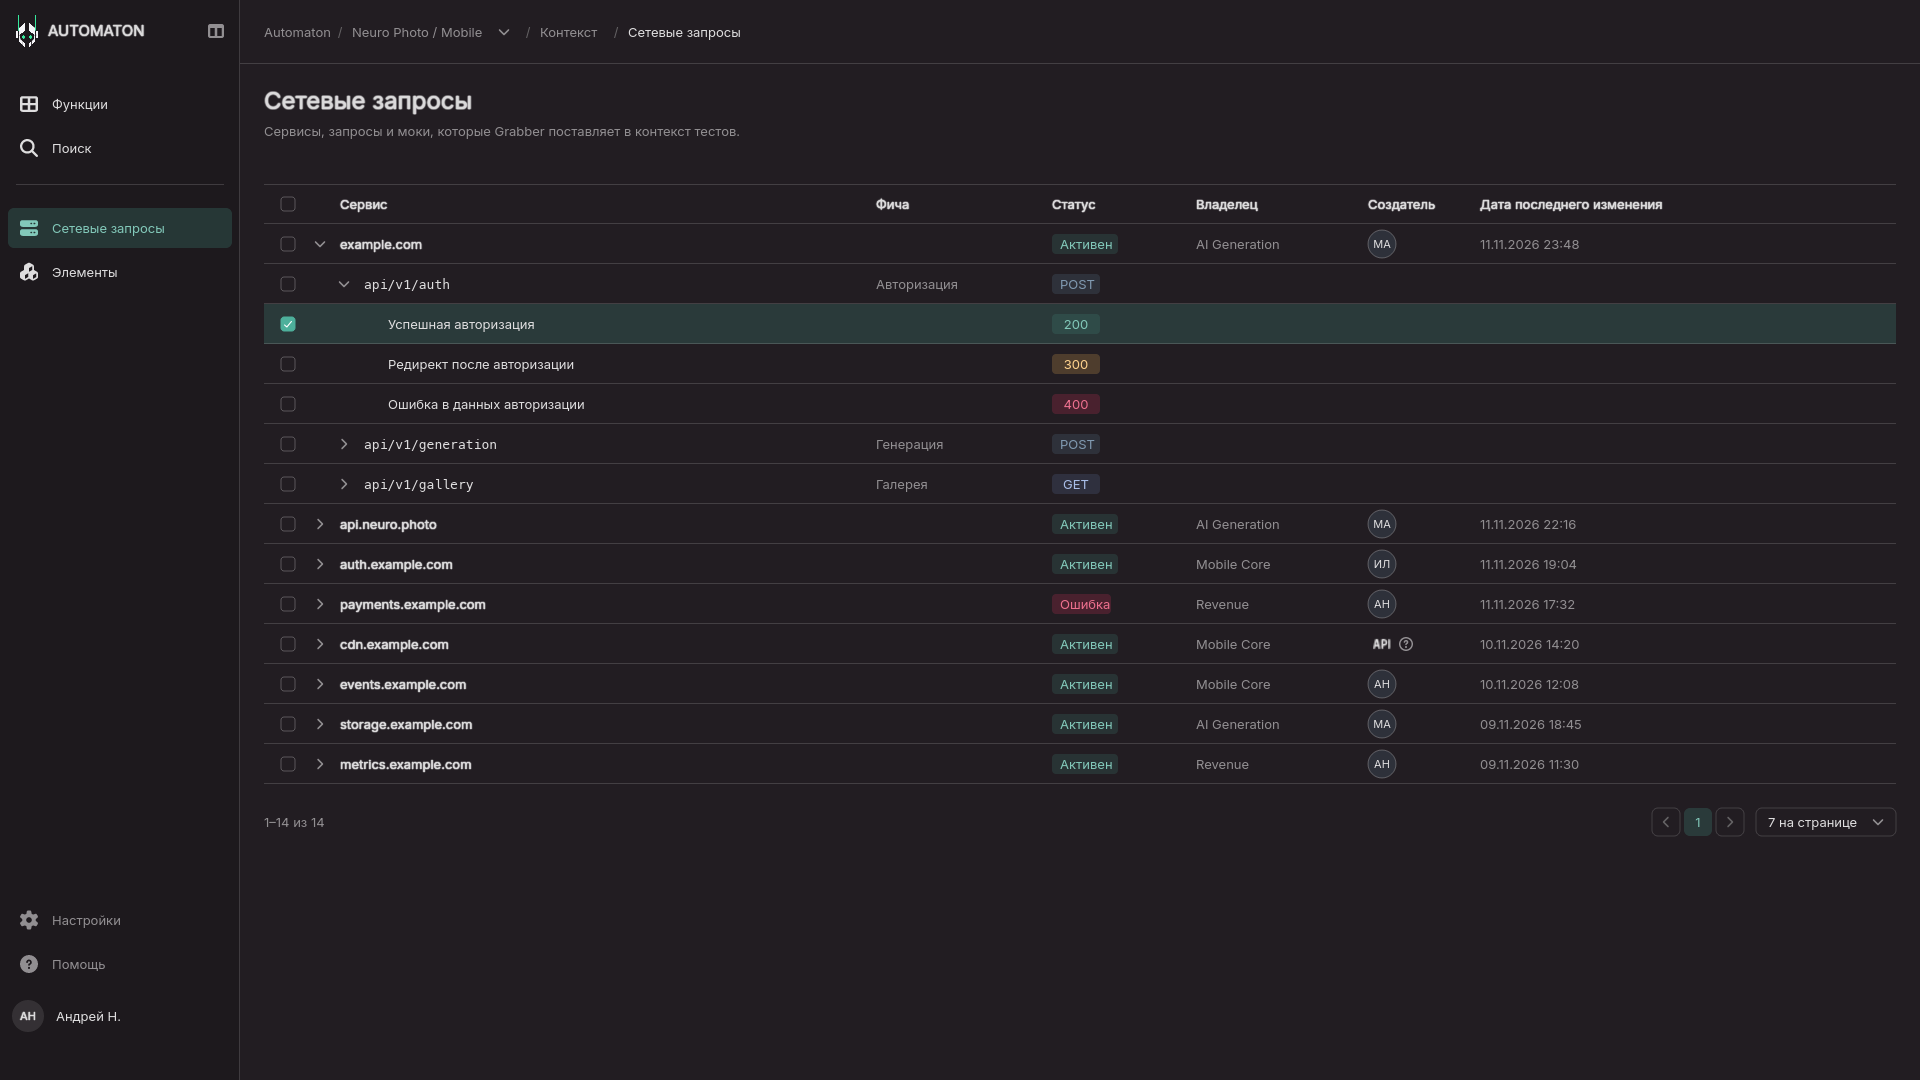 AUTOMATON
Automaton / Neuro Photo / Mobile / Контекст / Сетевые запросы
Функции
Поиск
Сетевые запросы
Элементы
Настройки
Помощь
АН Андрей Н.
Сетевые запросы
Сервисы, запросы и моки, которые Grabber поставляет в контекст тестов.
Сервис Фича Статус Владелец Создатель Дата последнего изменения
example.com Активен AI Generation МА 11.11.2026 23:48
api/v1/auth Авторизация POST
Успешная авторизация 200
Редирект после авторизации 300
Ошибка в данных авторизации 400
api/v1/generation Генерация POST
api/v1/gallery Галерея GET
api.neuro.photo Активен AI Generation МА 11.11.2026 22:16
auth.example.com Активен Mobile Core ИЛ 11.11.2026 19:04
payments.example.com Ошибка Revenue АН 11.11.2026 17:32
cdn.example.com Активен Mobile Core API 10.11.2026 14:20
events.example.com Активен Mobile Core АН 10.11.2026 12:08
storage.example.com Активен AI Generation МА 09.11.2026 18:45
metrics.example.com Активен Revenue АН 09.11.2026 11:30
1–14 из 14 1 7 на странице